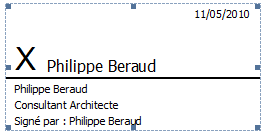 11/05/2010
X Philippe Beraud
Philippe Beraud
Consultant Architecte
Signé par : Philippe Beraud